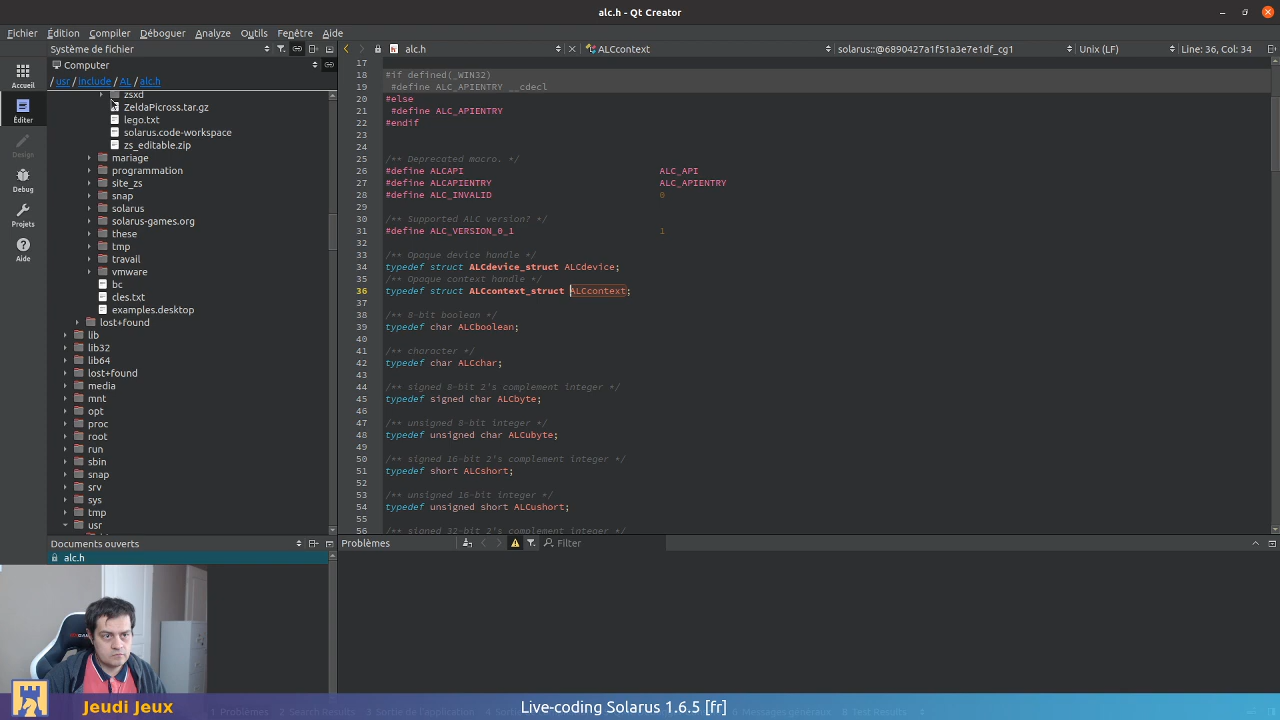 alc.h - Qt Creator
Fichier Édition Compiler Déboguer Analyze Outils Fenêtre Aide
Système de fichier
alc.h
ALCcontext
solarus::@6890427a1f51a3e7e1df_cg1
Unix (LF)
Line: 36, Col: 34
Computer
/ usr / include / AL / alc.h
Accueil
Éditer
Design
Debug
Projets
Aide
zsxd
ZeldaPicross.tar.gz
lego.txt
solarus.code-workspace
zs_editable.zip
mariage
programmation
site_zs
snap
solarus
solarus-games.org
these
tmp
travail
vmware
bc
cles.txt
examples.desktop
lost+found
lib
lib32
lib64
lost+found
media
mnt
opt
proc
root
run
sbin
snap
srv
sys
tmp
usr
17
18 #if defined(_WIN32)
19 #define ALC_APIENTRY __cdecl
20 #else
21 #define ALC_APIENTRY
22 #endif
23
24
25 /** Deprecated macro. */
26 #define ALCAPI ALC_API
27 #define ALCAPIENTRY ALC_APIENTRY
28 #define ALC_INVALID 0
29
30 /** Supported ALC version? */
31 #define ALC_VERSION_0_1 1
32
33 /** Opaque device handle */
34 typedef struct ALCdevice_struct ALCdevice;
35 /** Opaque context handle */
36 typedef struct ALCcontext_struct ALCcontext;
37
38 /** 8-bit boolean */
39 typedef char ALCboolean;
40
41 /** character */
42 typedef char ALCchar;
43
44 /** signed 8-bit 2's complement integer */
45 typedef signed char ALCbyte;
46
47 /** unsigned 8-bit integer */
48 typedef unsigned char ALCubyte;
49
50 /** signed 16-bit 2's complement integer */
51 typedef short ALCshort;
52
53 /** unsigned 16-bit integer */
54 typedef unsigned short ALCushort;
55
56 /** signed 32-bit 2's complement integer */
Documents ouverts
alc.h
Problèmes
Filter
Jeudi Jeux
Live-coding Solarus 1.6.5 [fr]